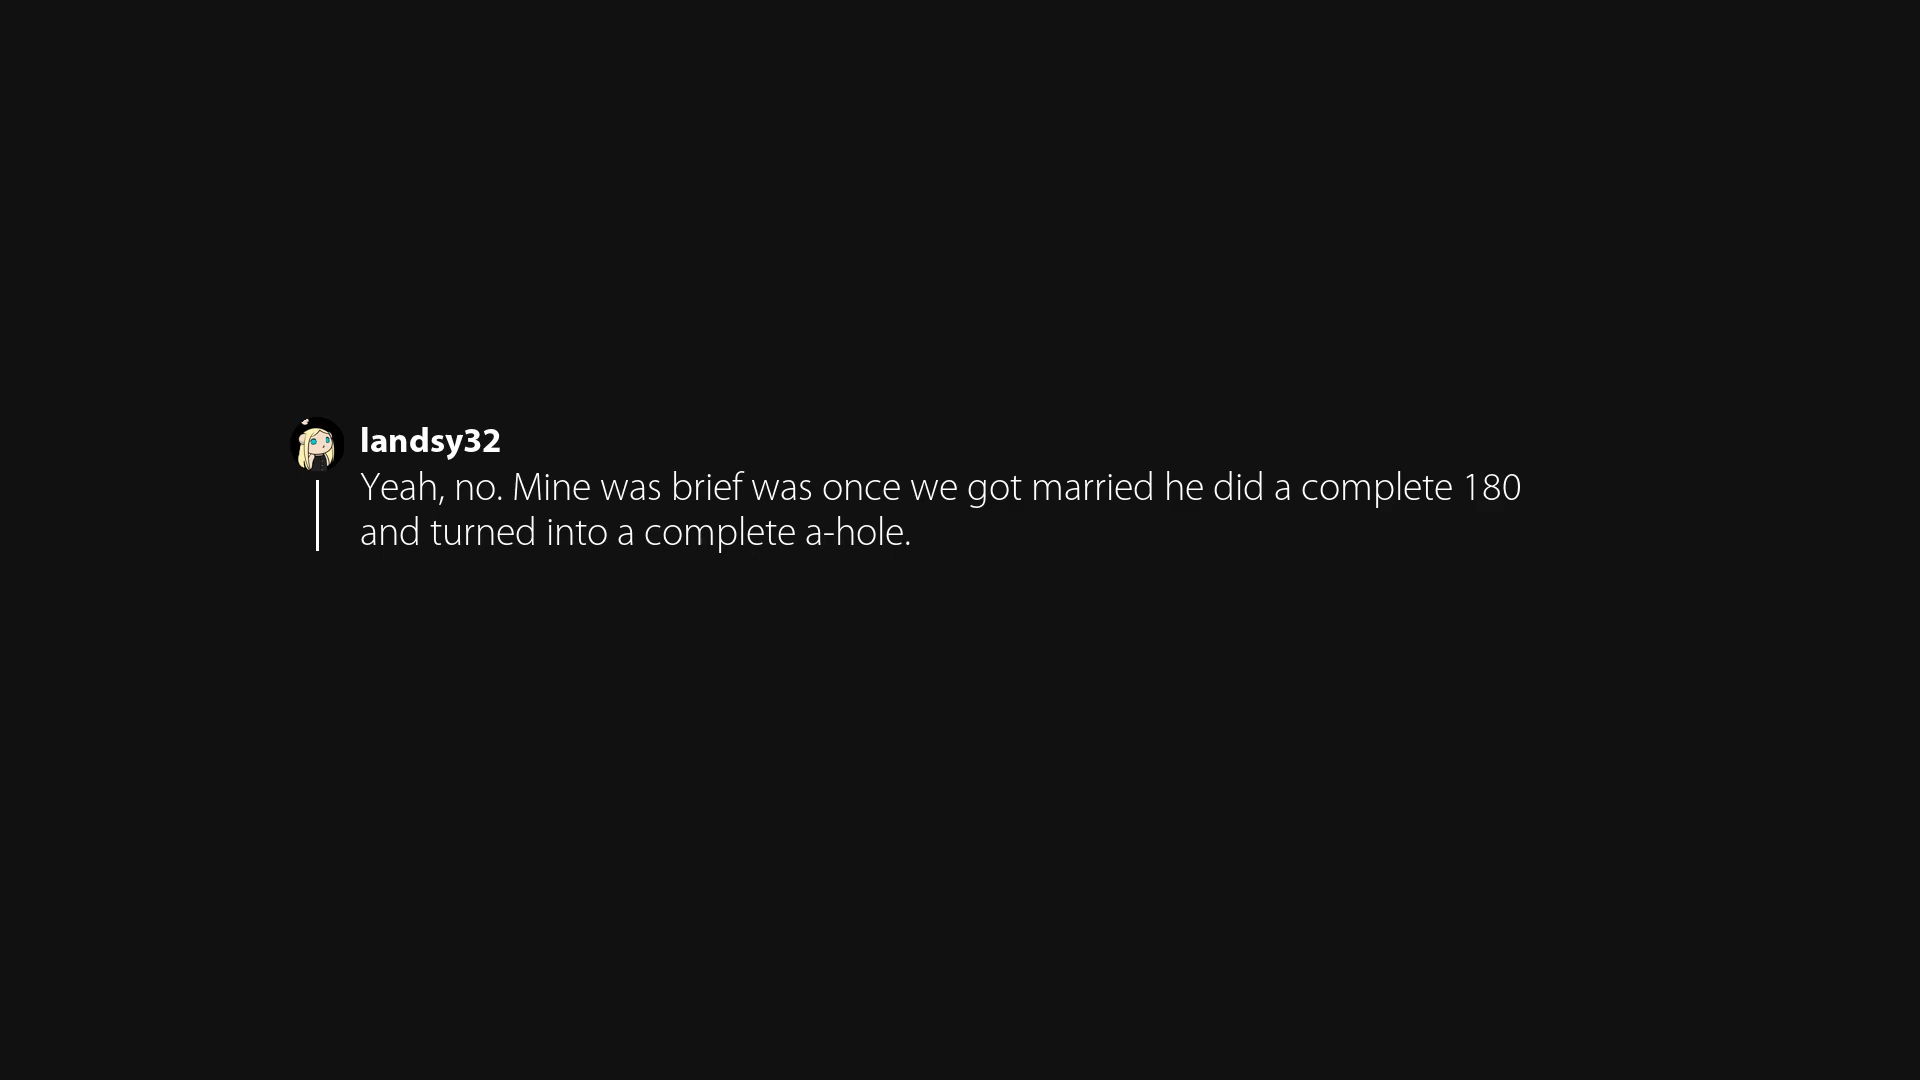 landsy32
Yeah, no. Mine was brief was once we got married he did a complete 180
and turned into a complete a-hole.